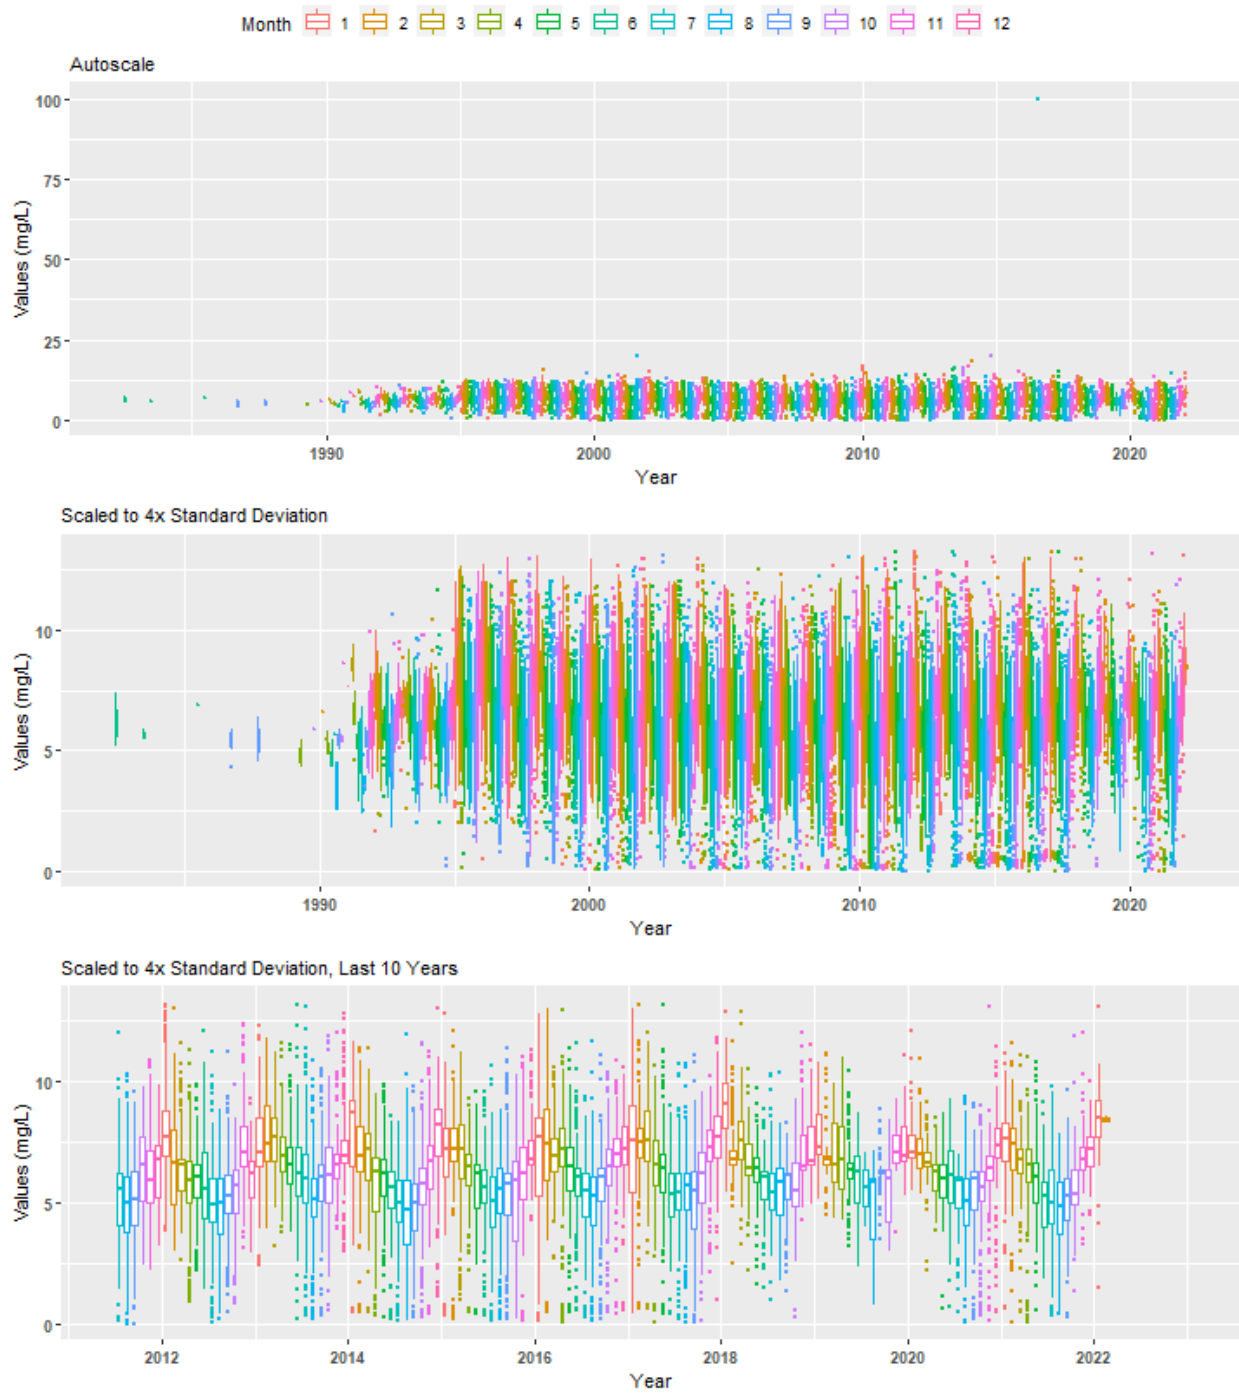 Month 1 2 3 4 5 6 7 8 9 10 11 12
Autoscale
100
75
50
25
0
Values (mg/L)
1990 2000 2010 2020
Year
Scaled to 4x Standard Deviation
10
5
0
Values (mg/L)
1990 2000 2010 2020
Year
Scaled to 4x Standard Deviation, Last 10 Years
10
5
0
Values (mg/L)
2012 2014 2016 2018 2020 2022
Year